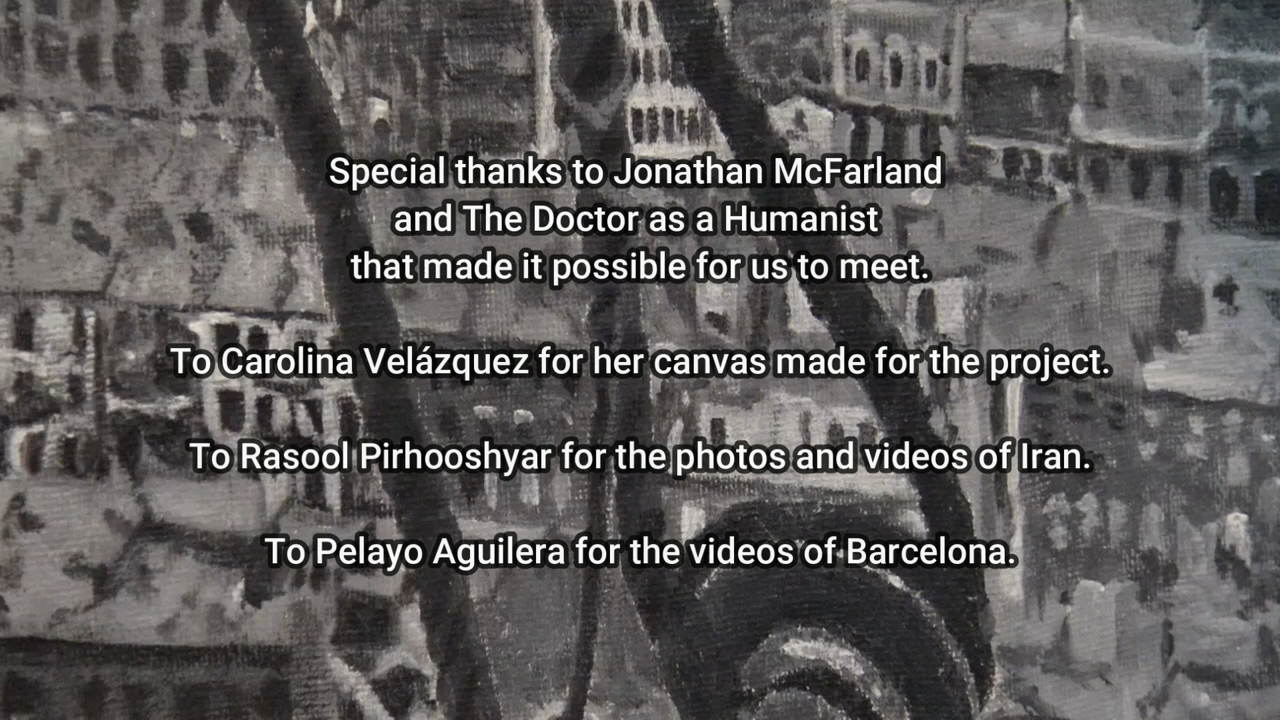 Special thanks to Jonathan McFarland
and The Doctor as a Humanist
that made it possible for us to meet.
To Carolina Velázquez for her canvas made for the project.
To Rasool Pirhooshyar for the photos and videos of Iran.
To Pelayo Aguilera for the videos of Barcelona.